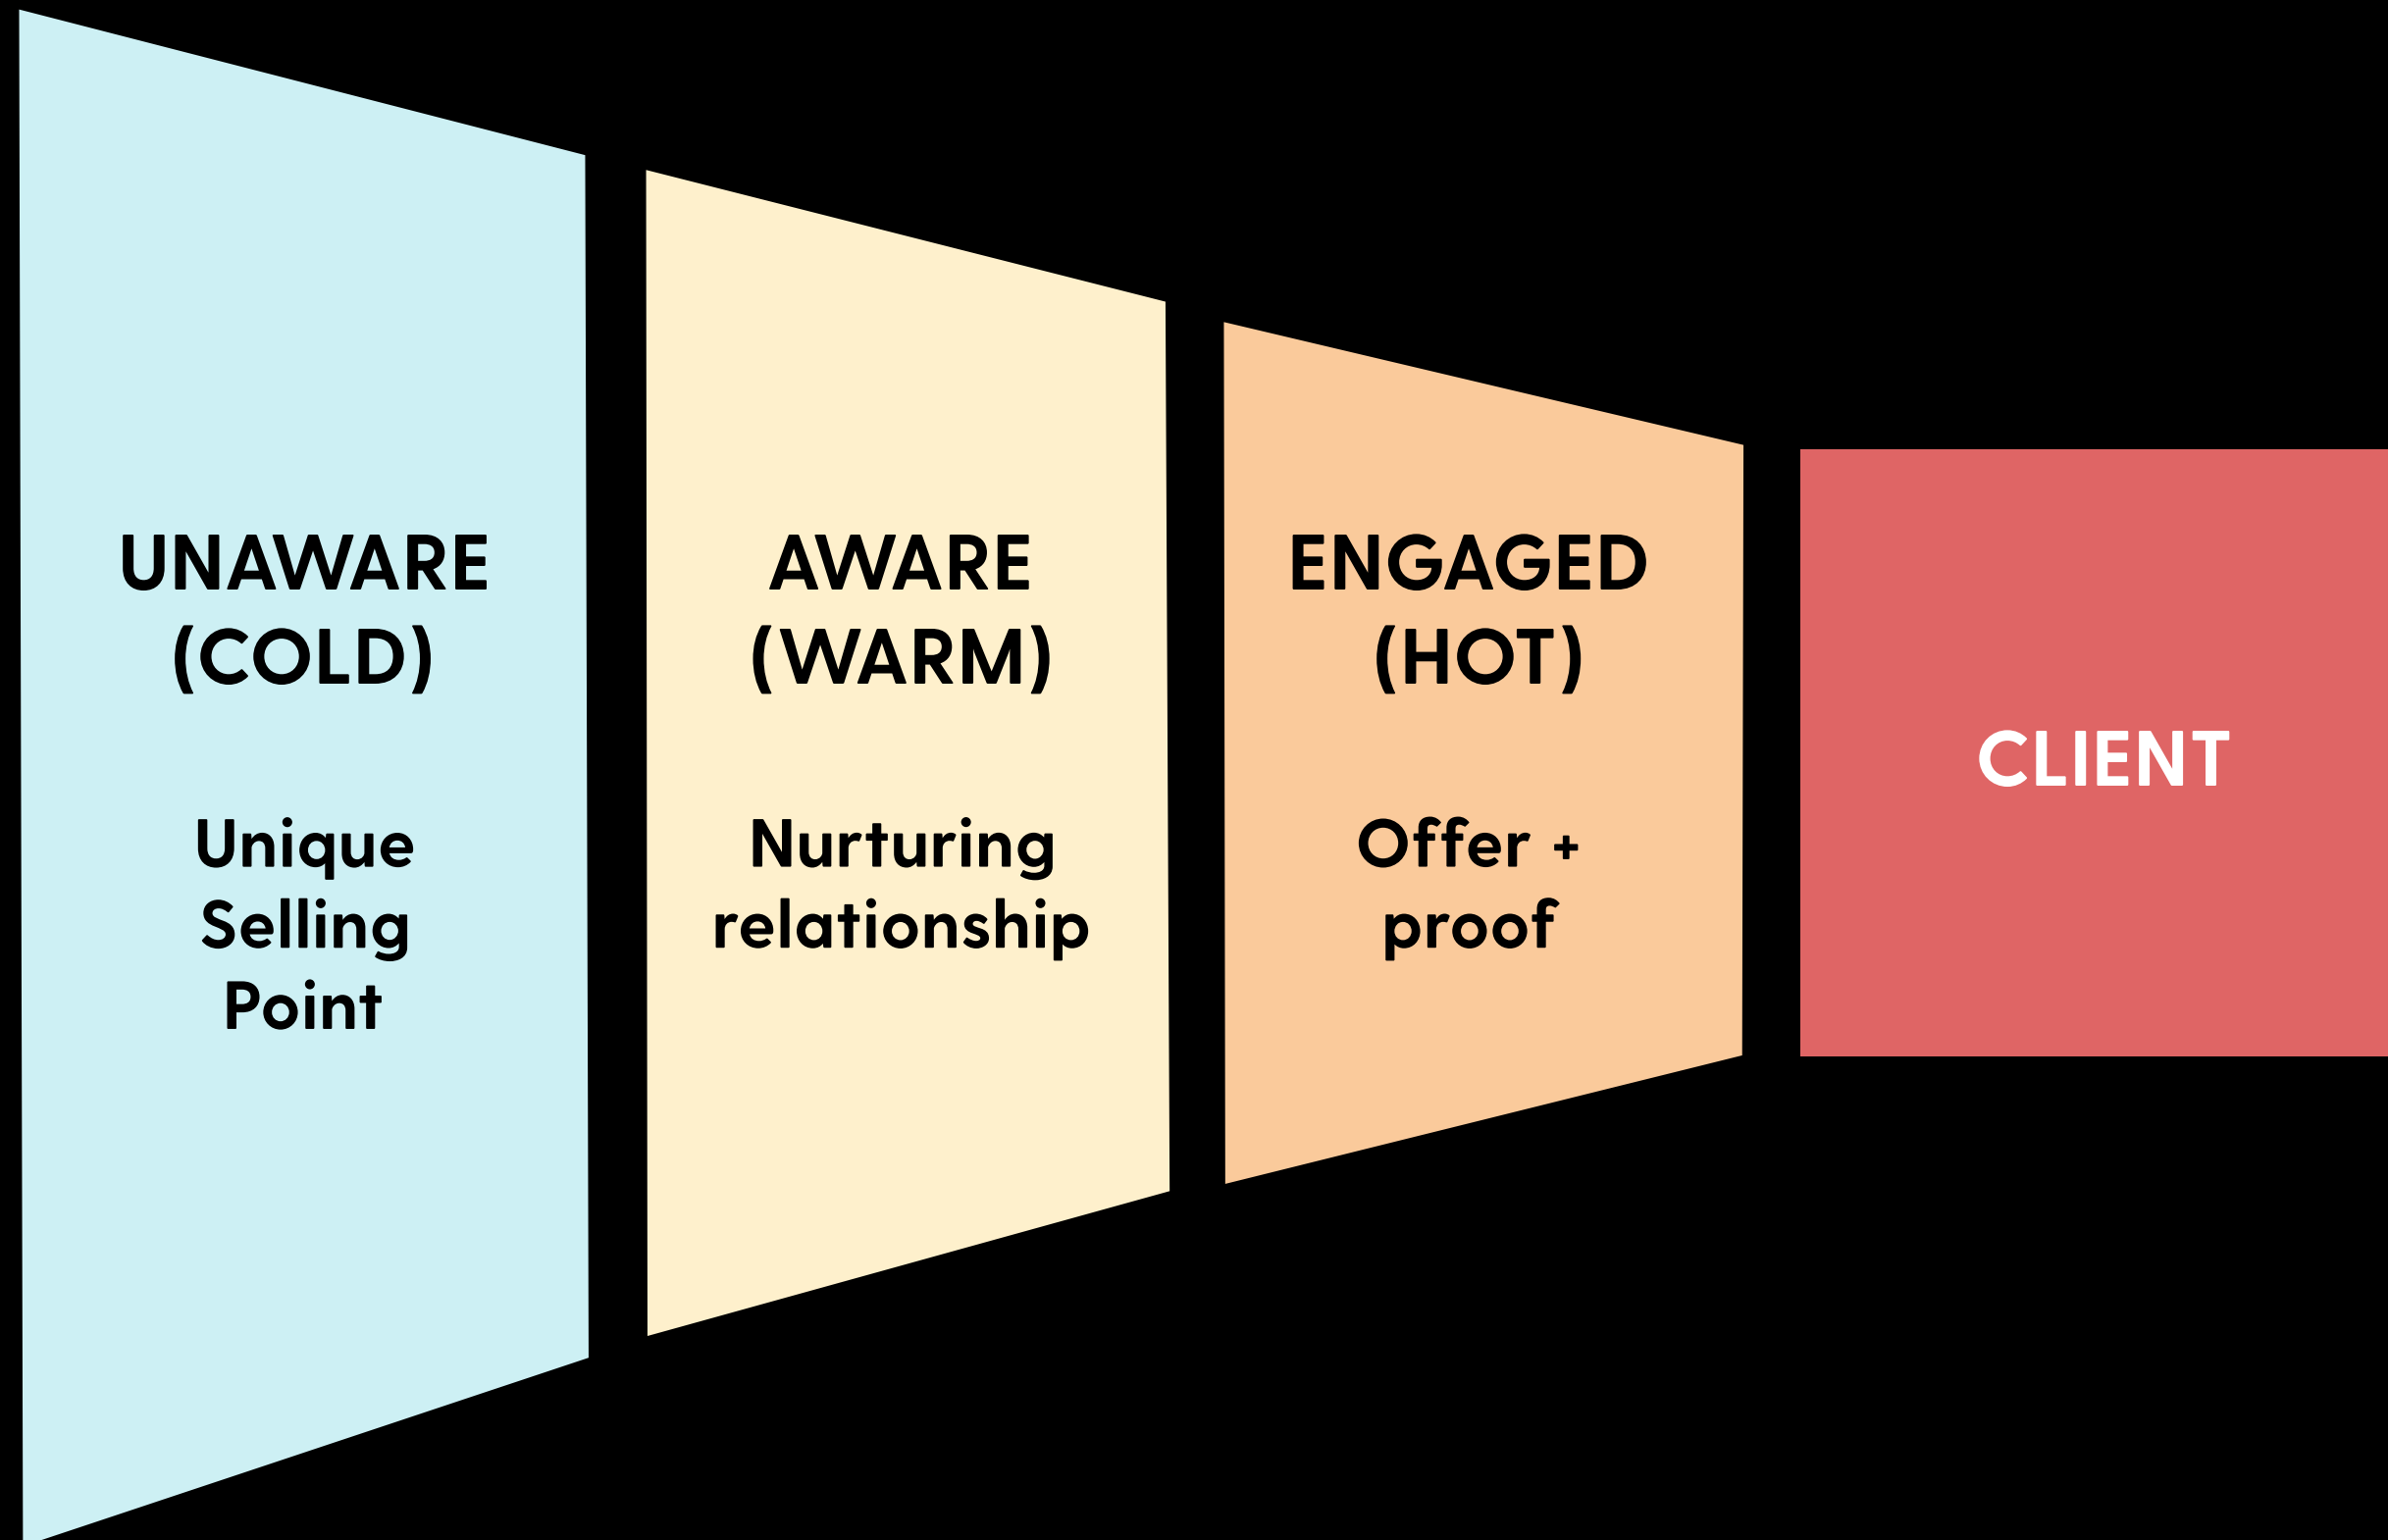 UNAWARE
(COLD)
Unique
Selling
Point
AWARE
(WARM)
Nurturing
relationship
ENGAGED
(HOT)
Offer +
proof
CLIENT